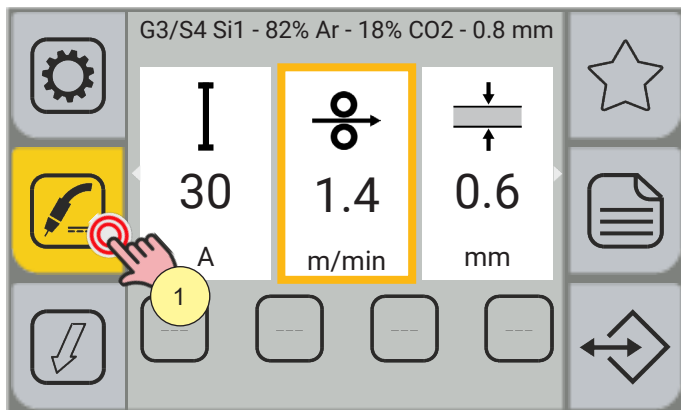 G3/S4 Si1 - 82% Ar - 18% CO2 - 0.8 mm
30 1.4 0.6
A m/min mm
1
--- --- --- ---